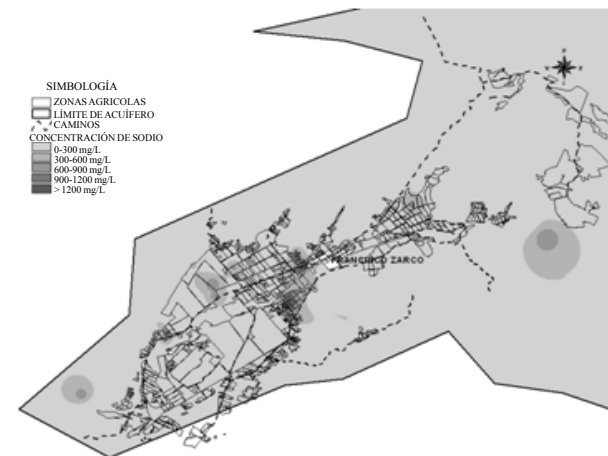 SIMBOLOGÍA
ZONAS AGRICOLAS
LÍMITE DE ACUÍFERO
CAMINOS
CONCENTRACIÓN DE SODIO
0-300 mg/L
300-600 mg/L
600-900 mg/L
900-1200 mg/L
> 1200 mg/L
FRANCISCO ZARCO